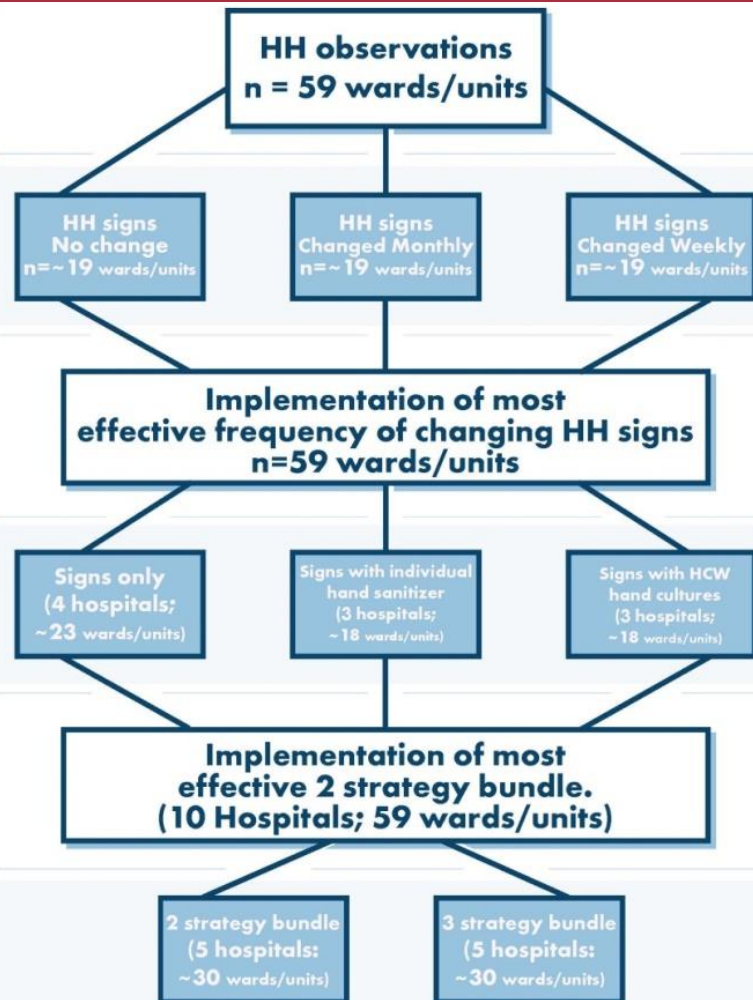 HH observations
n = 59 wards/units
HH signs
No change
n=~19 wards/units
HH signs
Changed Monthly
n=~19 wards/units
HH signs
Changed Weekly
n=~19 wards/units
Implementation of most
effective frequency of changing HH signs
n=59 wards/units
Signs only
(4 hospitals;
~23 wards/units)
Signs with individual
hand sanitizer
(3 hospitals;
~18 wards/units)
Signs with HCW
hand cultures
(3 hospitals;
~18 wards/units)
Implementation of most
effective 2 strategy bundle.
(10 Hospitals; 59 wards/units)
2 strategy bundle
(5 hospitals:
~30 wards/units)
3 strategy bundle
(5 hospitals:
~30 wards/units)